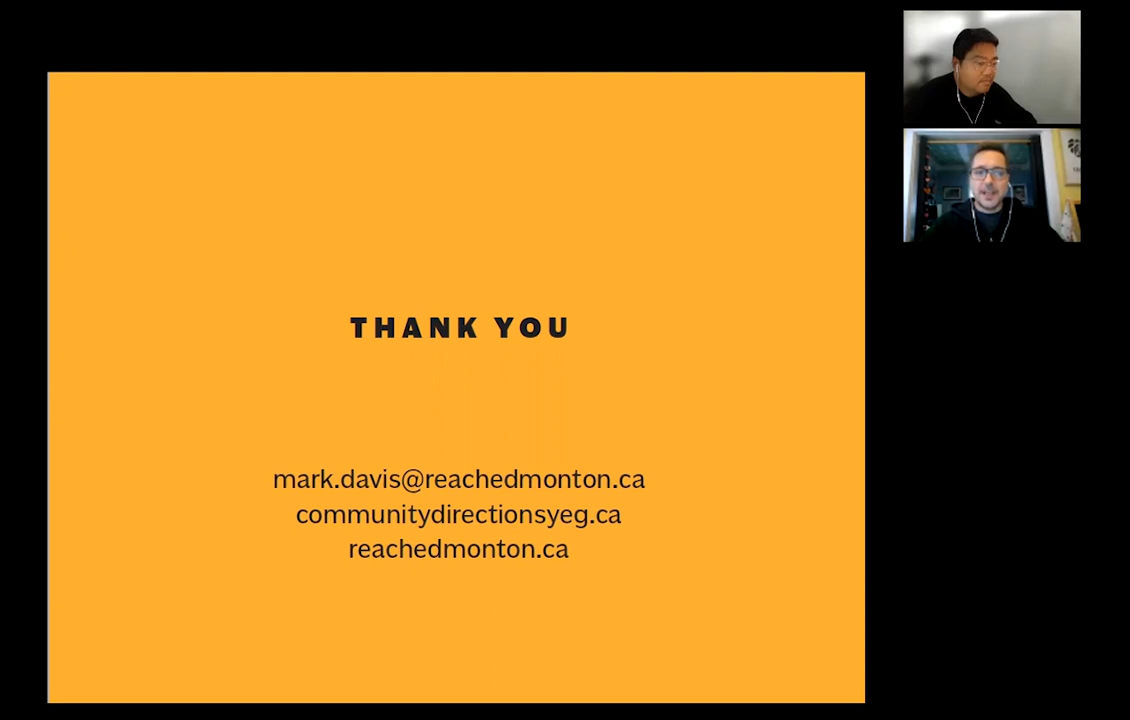 THANK YOU
mark.davis@reachedmonton.ca
communitydirectionsyeg.ca
reachedmonton.ca